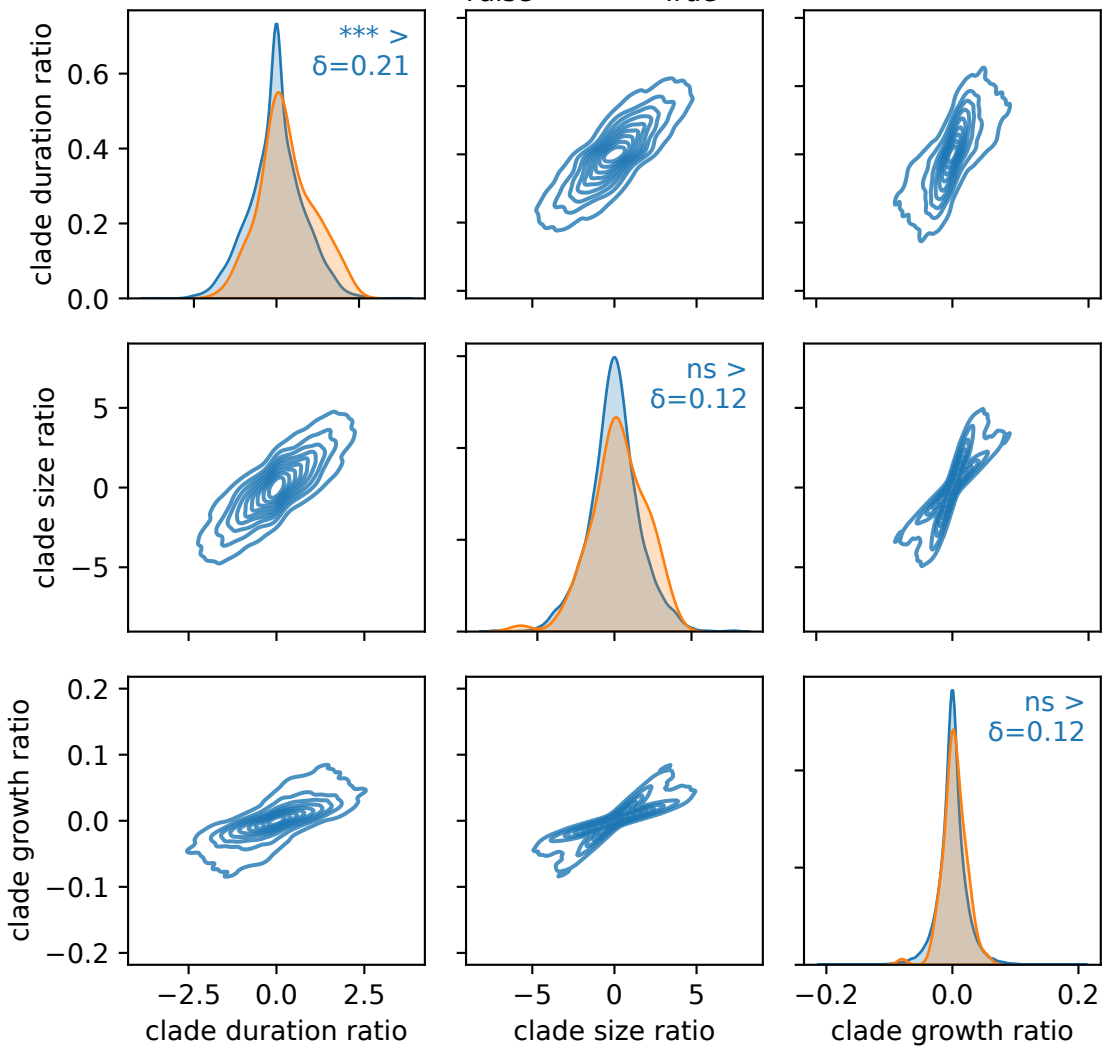 clade duration ratio
0.6
0.4
0.2
0.0
*** >
δ=0.21
clade size ratio
5
0
−5
ns >
δ=0.12
clade growth ratio
0.2
0.1
0.0
−0.1
−0.2
ns >
δ=0.12
−2.5 0.0 2.5
clade duration ratio
−5 0 5
clade size ratio
−0.2 0.0 0.2
clade growth ratio